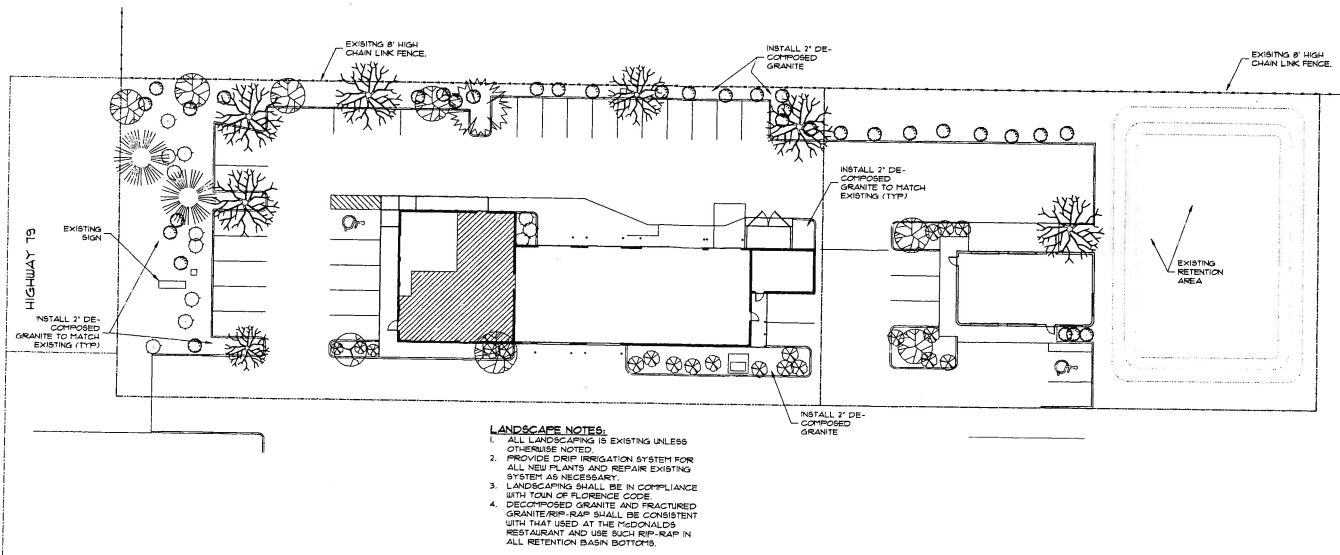 EXISITNG 8' HIGH
CHAIN LINK FENCE.
INSTALL 2" DE-
COMPOSED
GRANITE
EXISITNG 8' HIGH
CHAIN LINK FENCE.
INSTALL 2" DE-
COMPOSED
GRANITE TO MATCH
EXISTING (TYP)
HIGHWAY 79
EXISTING
SIGN
EXISTING
RETENTION
AREA
INSTALL 2" DE-
COMPOSED
GRANITE TO MATCH
EXISTING (TYP)
INSTALL 2" DE-
COMPOSED
GRANITE
LANDSCAPE NOTES:
1. ALL LANDSCAPING IS EXISTING UNLESS
OTHERWISE NOTED.
2. PROVIDE DRIP IRRIGATION SYSTEM FOR
ALL NEW PLANTS AND REPAIR EXISTING
SYSTEM AS NECESSARY.
3. LANDSCAPING SHALL BE IN COMPLIANCE
WITH TOWN OF FLORENCE CODE.
4. DECOMPOSED GRANITE AND FRACTURED
GRANITE/RIP-RAP SHALL BE CONSISTENT
WITH THAT USED AT THE McDONALDS
RESTAURANT AND USE SUCH RIP-RAP IN
ALL RETENTION BASIN BOTTOMS.